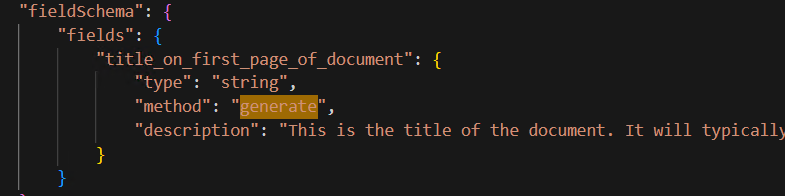 "fieldSchema": {
"fields": {
"title_on_first_page_of_document": {
"type": "string",
"method": "generate",
"description": "This is the title of the document. It will typically
}
}